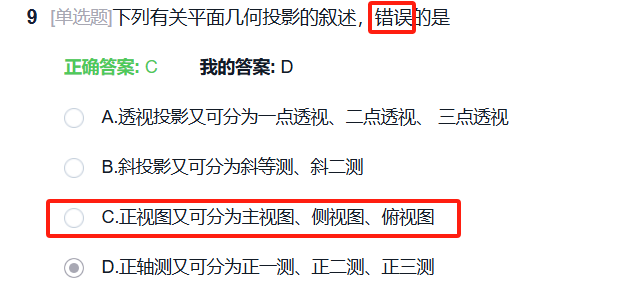 9 [单选题]下列有关平面几何投影的叙述，错误的是
正确答案: C 我的答案: D
A.透视投影又可分为一点透视、二点透视、 三点透视
B.斜投影又可分为斜等测、斜二测
C.正视图又可分为主视图、侧视图、俯视图
D.正轴测又可分为正一测、正二测、正三测